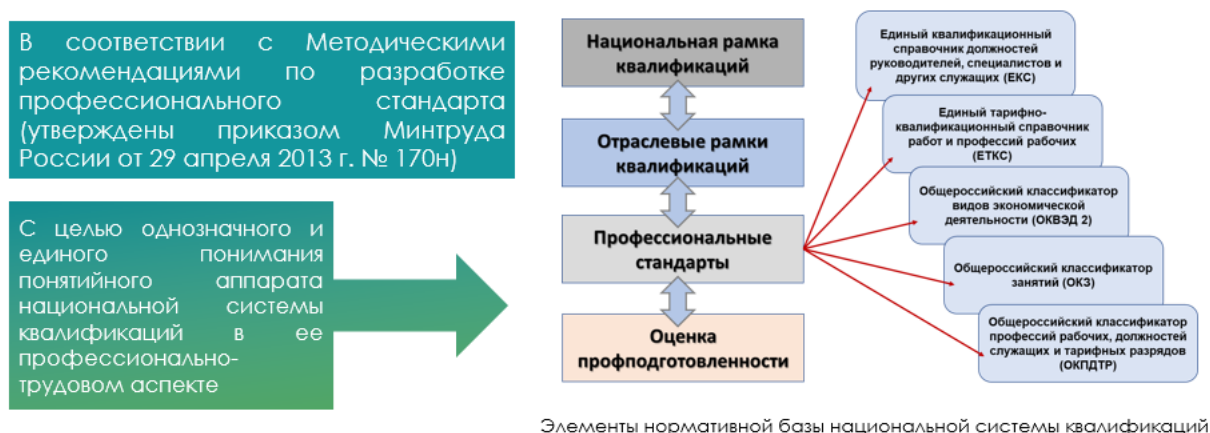 В соответствии с Методическими
рекомендациями по разработке
профессионального стандарта
(утверждены приказом Минтруда
России от 29 апреля 2013 г. № 170н)
С целью однозначного и
единого понимания
понятийного аппарата
национальной системы
квалификаций в ее
профессионально-
трудовом аспекте
Национальная рамка
квалификаций
Отраслевые рамки
квалификаций
Профессиональные
стандарты
Оценка
профподготовленности
Единый квалификационный
справочник должностей
руководителей, специалистов и
других служащих (ЕКС)
Единый тарифно-
квалификационный справочник
работ и профессий рабочих
(ЕТКС)
Общероссийский классификатор
видов экономической
деятельности (ОКВЭД 2)
Общероссийский классификатор
занятий (ОКЗ)
Общероссийский классификатор
профессий рабочих, должностей
служащих и тарифных разрядов
(ОКПДТР)
Элементы нормативной базы национальной системы квалификаций